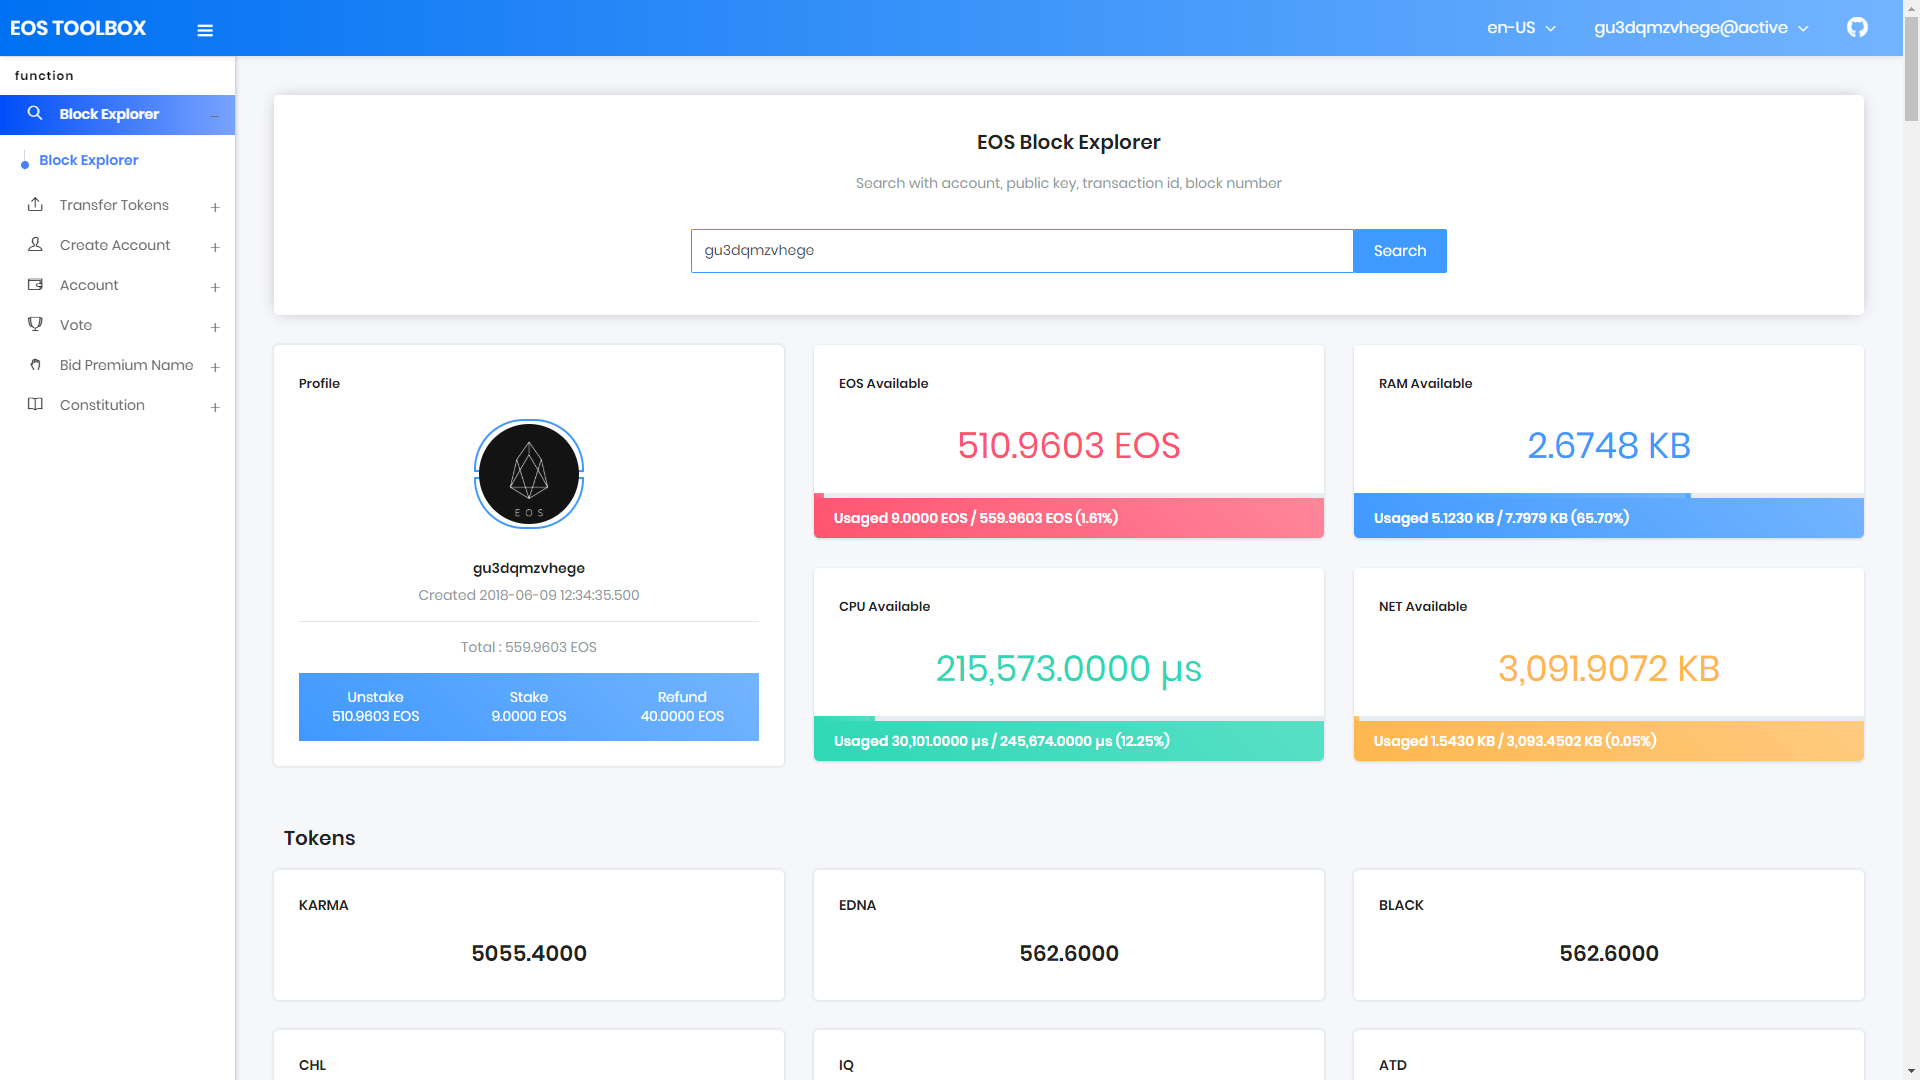 EOS TOOLBOX
en-US
gu3dqmzvhege@active
function
Block Explorer
Block Explorer
Transfer Tokens
Create Account
Account
Vote
Bid Premium Name
Constitution
EOS Block Explorer
Search with account, public key, transaction id, block number
gu3dqmzvhege
Search
Profile
EOS
gu3dqmzvhege
Created 2018-06-09 12:34:35.500
Total : 559.9603 EOS
Unstake Stake Refund
510.9603 EOS 9.0000 EOS 40.0000 EOS
EOS Available
510.9603 EOS
Usaged 9.0000 EOS / 559.9603 EOS (1.61%)
RAM Available
2.6748 KB
Usaged 5.1230 KB / 7.7979 KB (65.70%)
CPU Available
215,573.0000 µs
Usaged 30,101.0000 µs / 245,674.0000 µs (12.25%)
NET Available
3,091.9072 KB
Usaged 1.5430 KB / 3,093.4502 KB (0.05%)
Tokens
KARMA
5055.4000
EDNA
562.6000
BLACK
562.6000
CHL
IQ
ATD